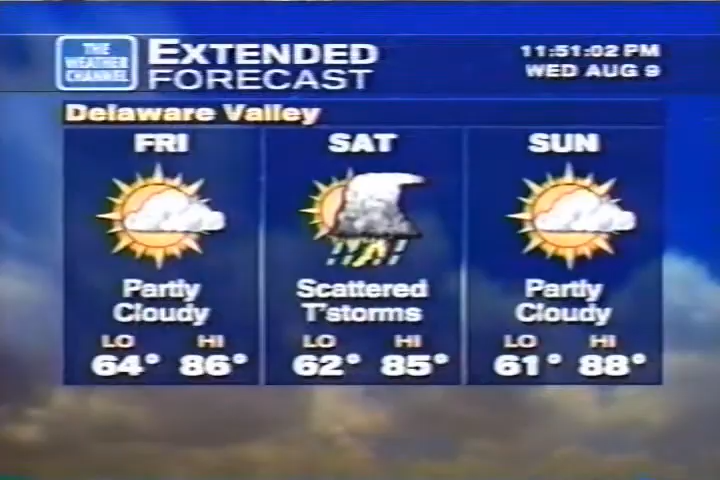 THE
WEATHER
CHANNEL
EXTENDED
FORECAST
11:51:02 PM
WED AUG 9
Delaware Valley
FRI SAT SUN
Partly Scattered Partly
Cloudy T'storms Cloudy
LO HI LO HI LO HI
64° 86° 62° 85° 61° 88°